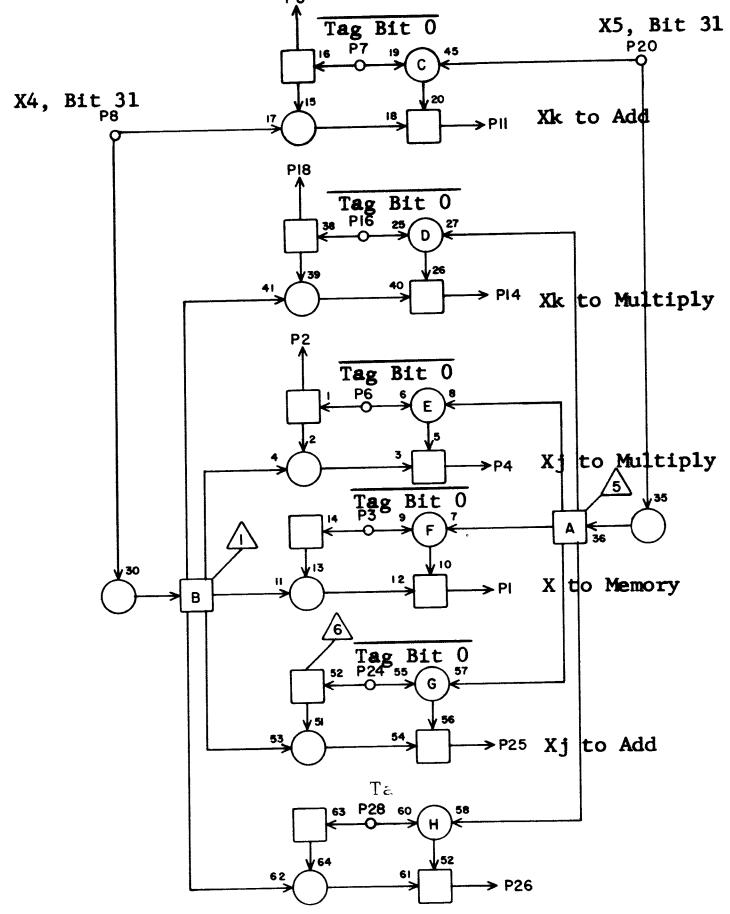 Tag Bit 0
X5, Bit 31
P7
P20
16
19
C
45
X4, Bit 31
P8
15
20
17
18
P11
Xk to Add
P18
Tag Bit 0
P16
38
25
D
27
39
26
41
40
P14
Xk to Multiply
P2
Tag Bit 0
P6
1
6
E
8
2
5
4
3
P4
Xj to Multiply
Tag Bit 0
5
P3
35
14
9
F
7
A
36
1
13
10
30
B
11
12
P1
X to Memory
6
Tag Bit 0
P24
52
55
G
57
51
56
53
54
P25
Xj to Add
Ta
P28
63
60
H
58
64
52
62
61
P26